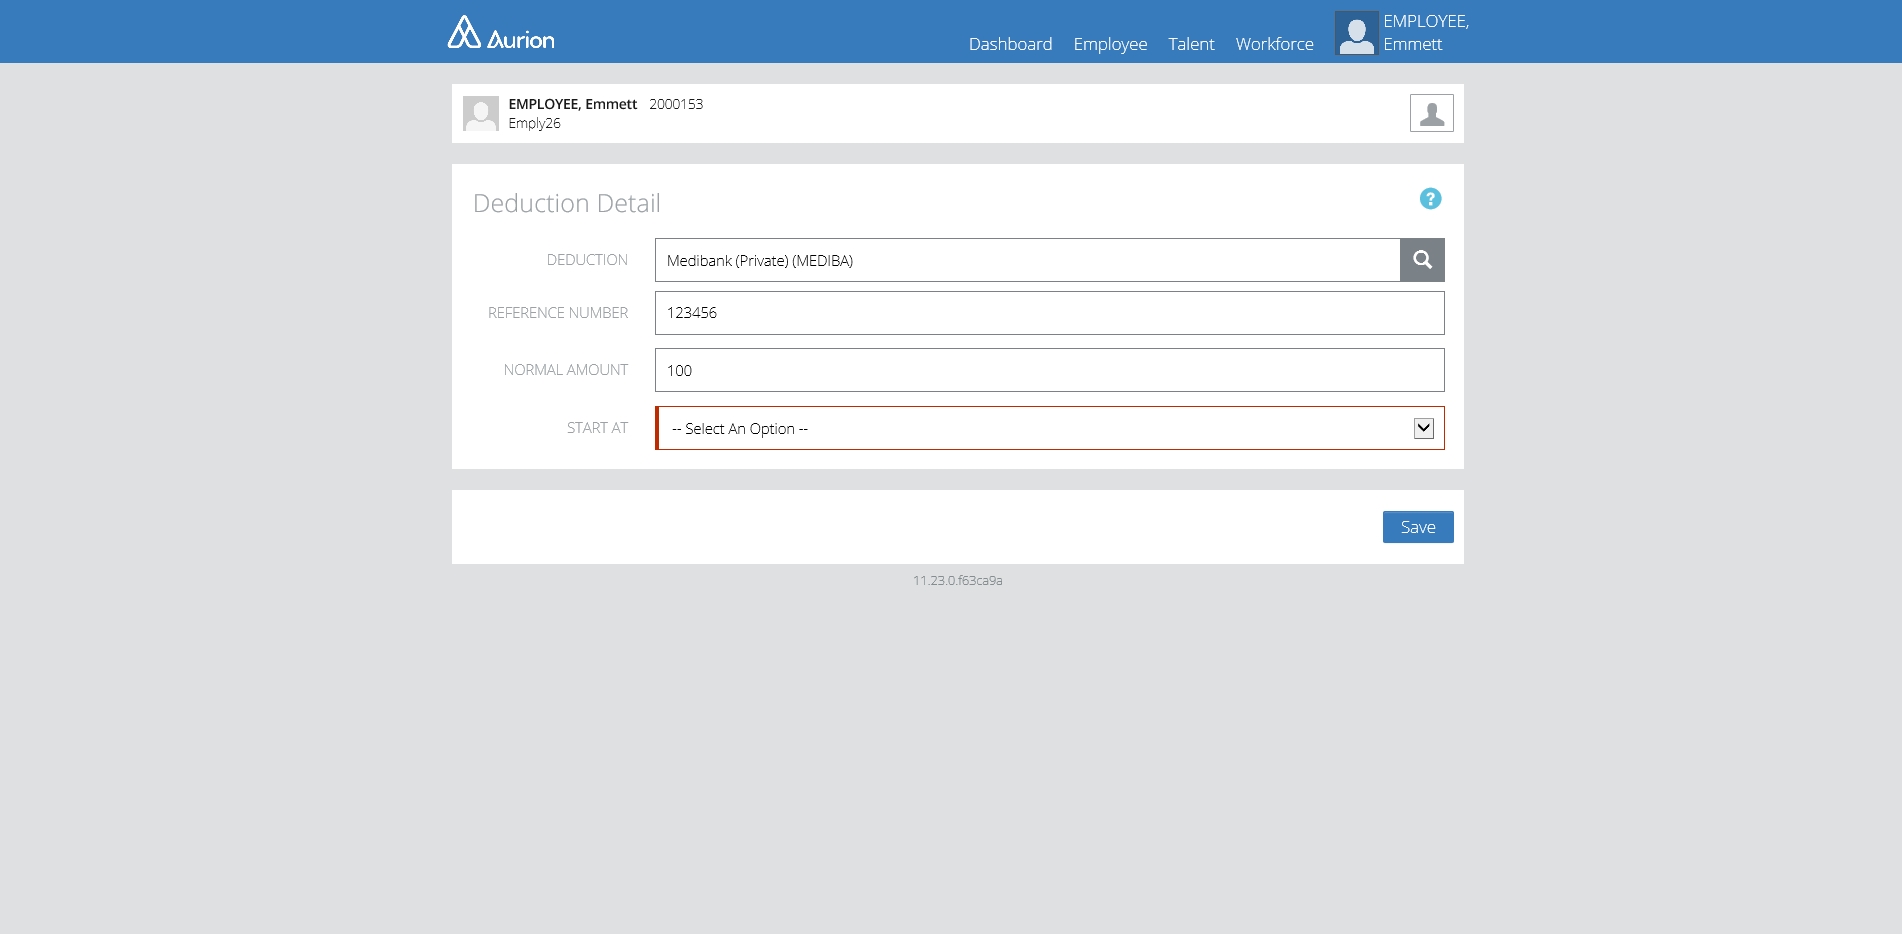 Aurion
Dashboard Employee Talent Workforce EMPLOYEE,
Emmett
EMPLOYEE, Emmett 2000153
Emply26
Deduction Detail ?
DEDUCTION Medibank (Private) (MEDIBA)
REFERENCE NUMBER 123456
NORMAL AMOUNT 100
START AT -- Select An Option --
Save
11.23.0.f63ca9a